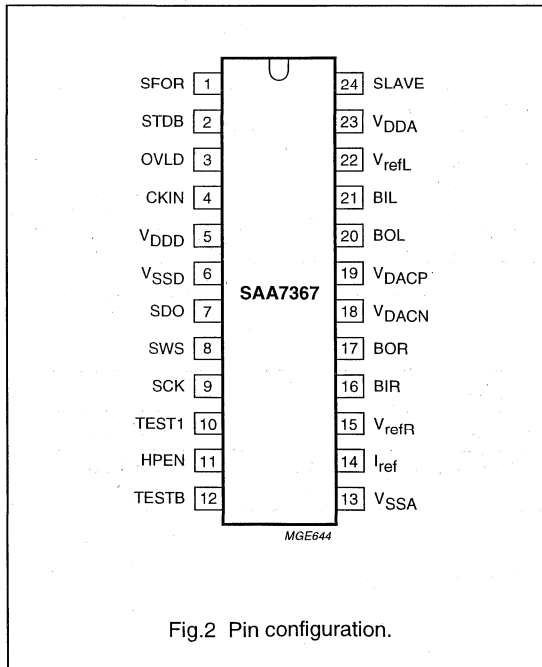 SFOR 1 24 SLAVE
STDB 2 23 VDDA
OVLD 3 22 VrefL
CKIN 4 21 BIL
VDDD 5 20 BOL
VSSD 6 19 VDACP
SAA7367
SDO 7 18 VDACN
SWS 8 17 BOR
SCK 9 16 BIR
TEST1 10 15 VrefR
HPEN 11 14 Iref
TESTB 12 13 VSSA
MGE644
Fig.2 Pin configuration.